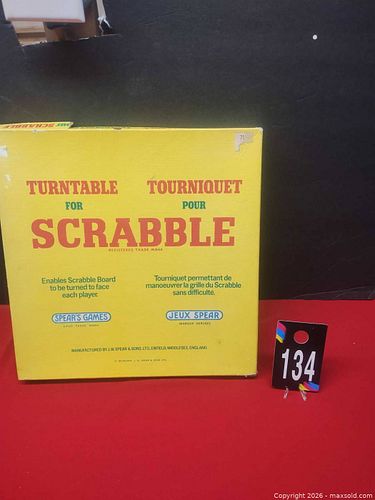 SCRABBLE
TURNTABLE
FOR
TOURNIQUET
POUR
SCRABBLE
REGISTERED TRADE MARK
Enables Scrabble Board
to be turned to face
each player.
Tourniquet permettant de
manoeuvrer la grille du Scrabble
sans difficulté.
SPEAR'S GAMES
JEUX SPEAR
MANUFACTURED BY J.W. SPEAR & SONS, LTD., ENFIELD, MIDDLESEX, ENGLAND.
134
Copyright 2026 - maxsold.com